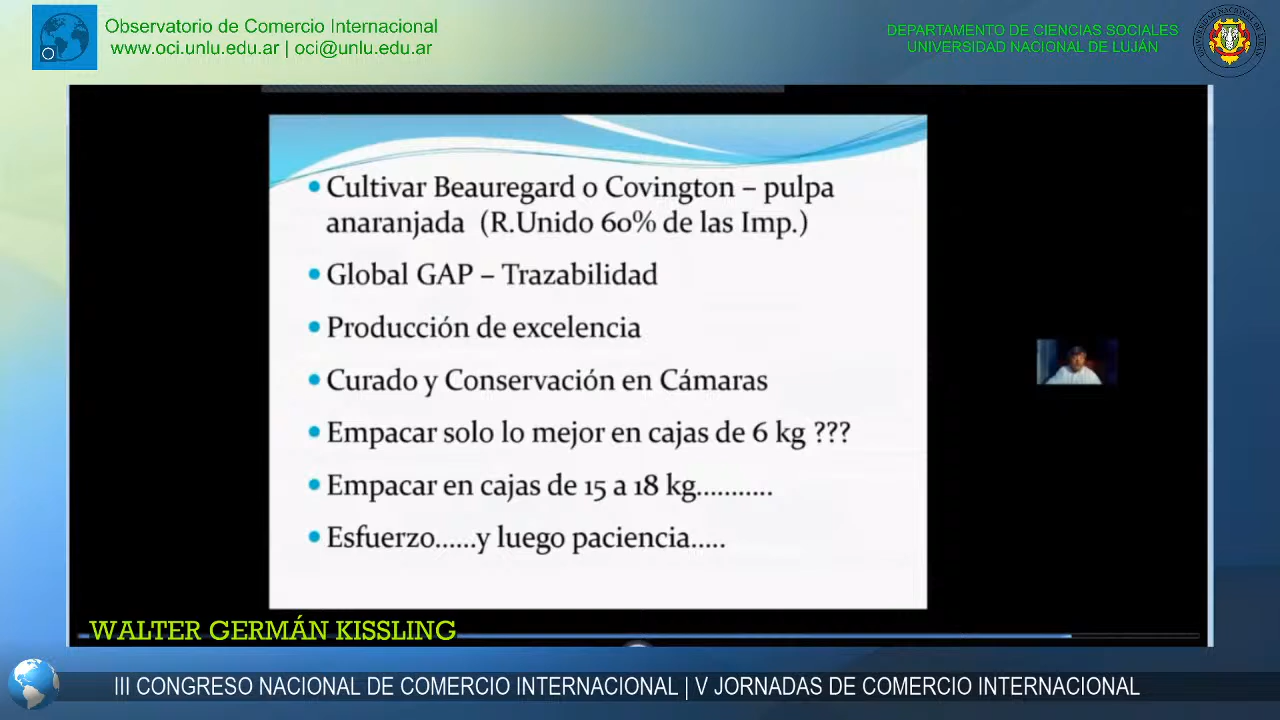 Observatorio de Comercio Internacional
www.oci.unlu.edu.ar | oci@unlu.edu.ar
DEPARTAMENTO DE CIENCIAS SOCIALES
UNIVERSIDAD NACIONAL DE LUJÁN
Cultivar Beauregard o Covington – pulpa
anaranjada (R.Unido 60% de las Imp.)
Global GAP – Trazabilidad
Producción de excelencia
Curado y Conservación en Cámaras
Empacar solo lo mejor en cajas de 6 kg ???
Empacar en cajas de 15 a 18 kg...........
Esfuerzo......y luego paciencia.....
WALTER GERMÁN KISSLING
III CONGRESO NACIONAL DE COMERCIO INTERNACIONAL | V JORNADAS DE COMERCIO INTERNACIONAL